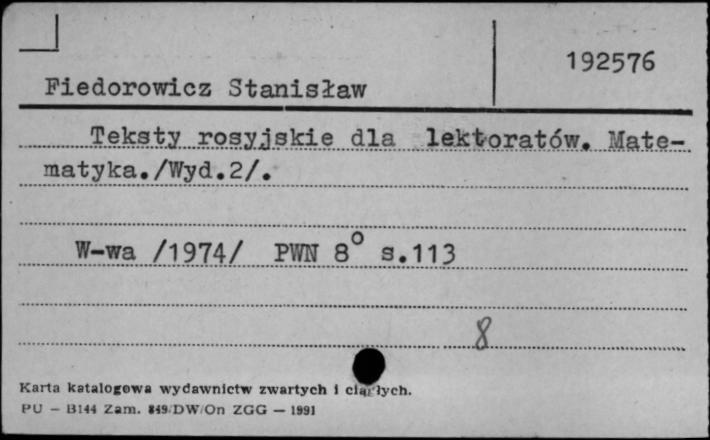 192576
Fiedorowicz Stanisław
Teksty rosyjskie dla lektoratów. Mate-
matyka./Wyd.2/.
W-wa /1974/ PWN 8° s.113
8
Karta katalogowa wydawnictw zwartych i ciągłych.
PU – B144 Zam. 849/DW/On ZGG — 1991